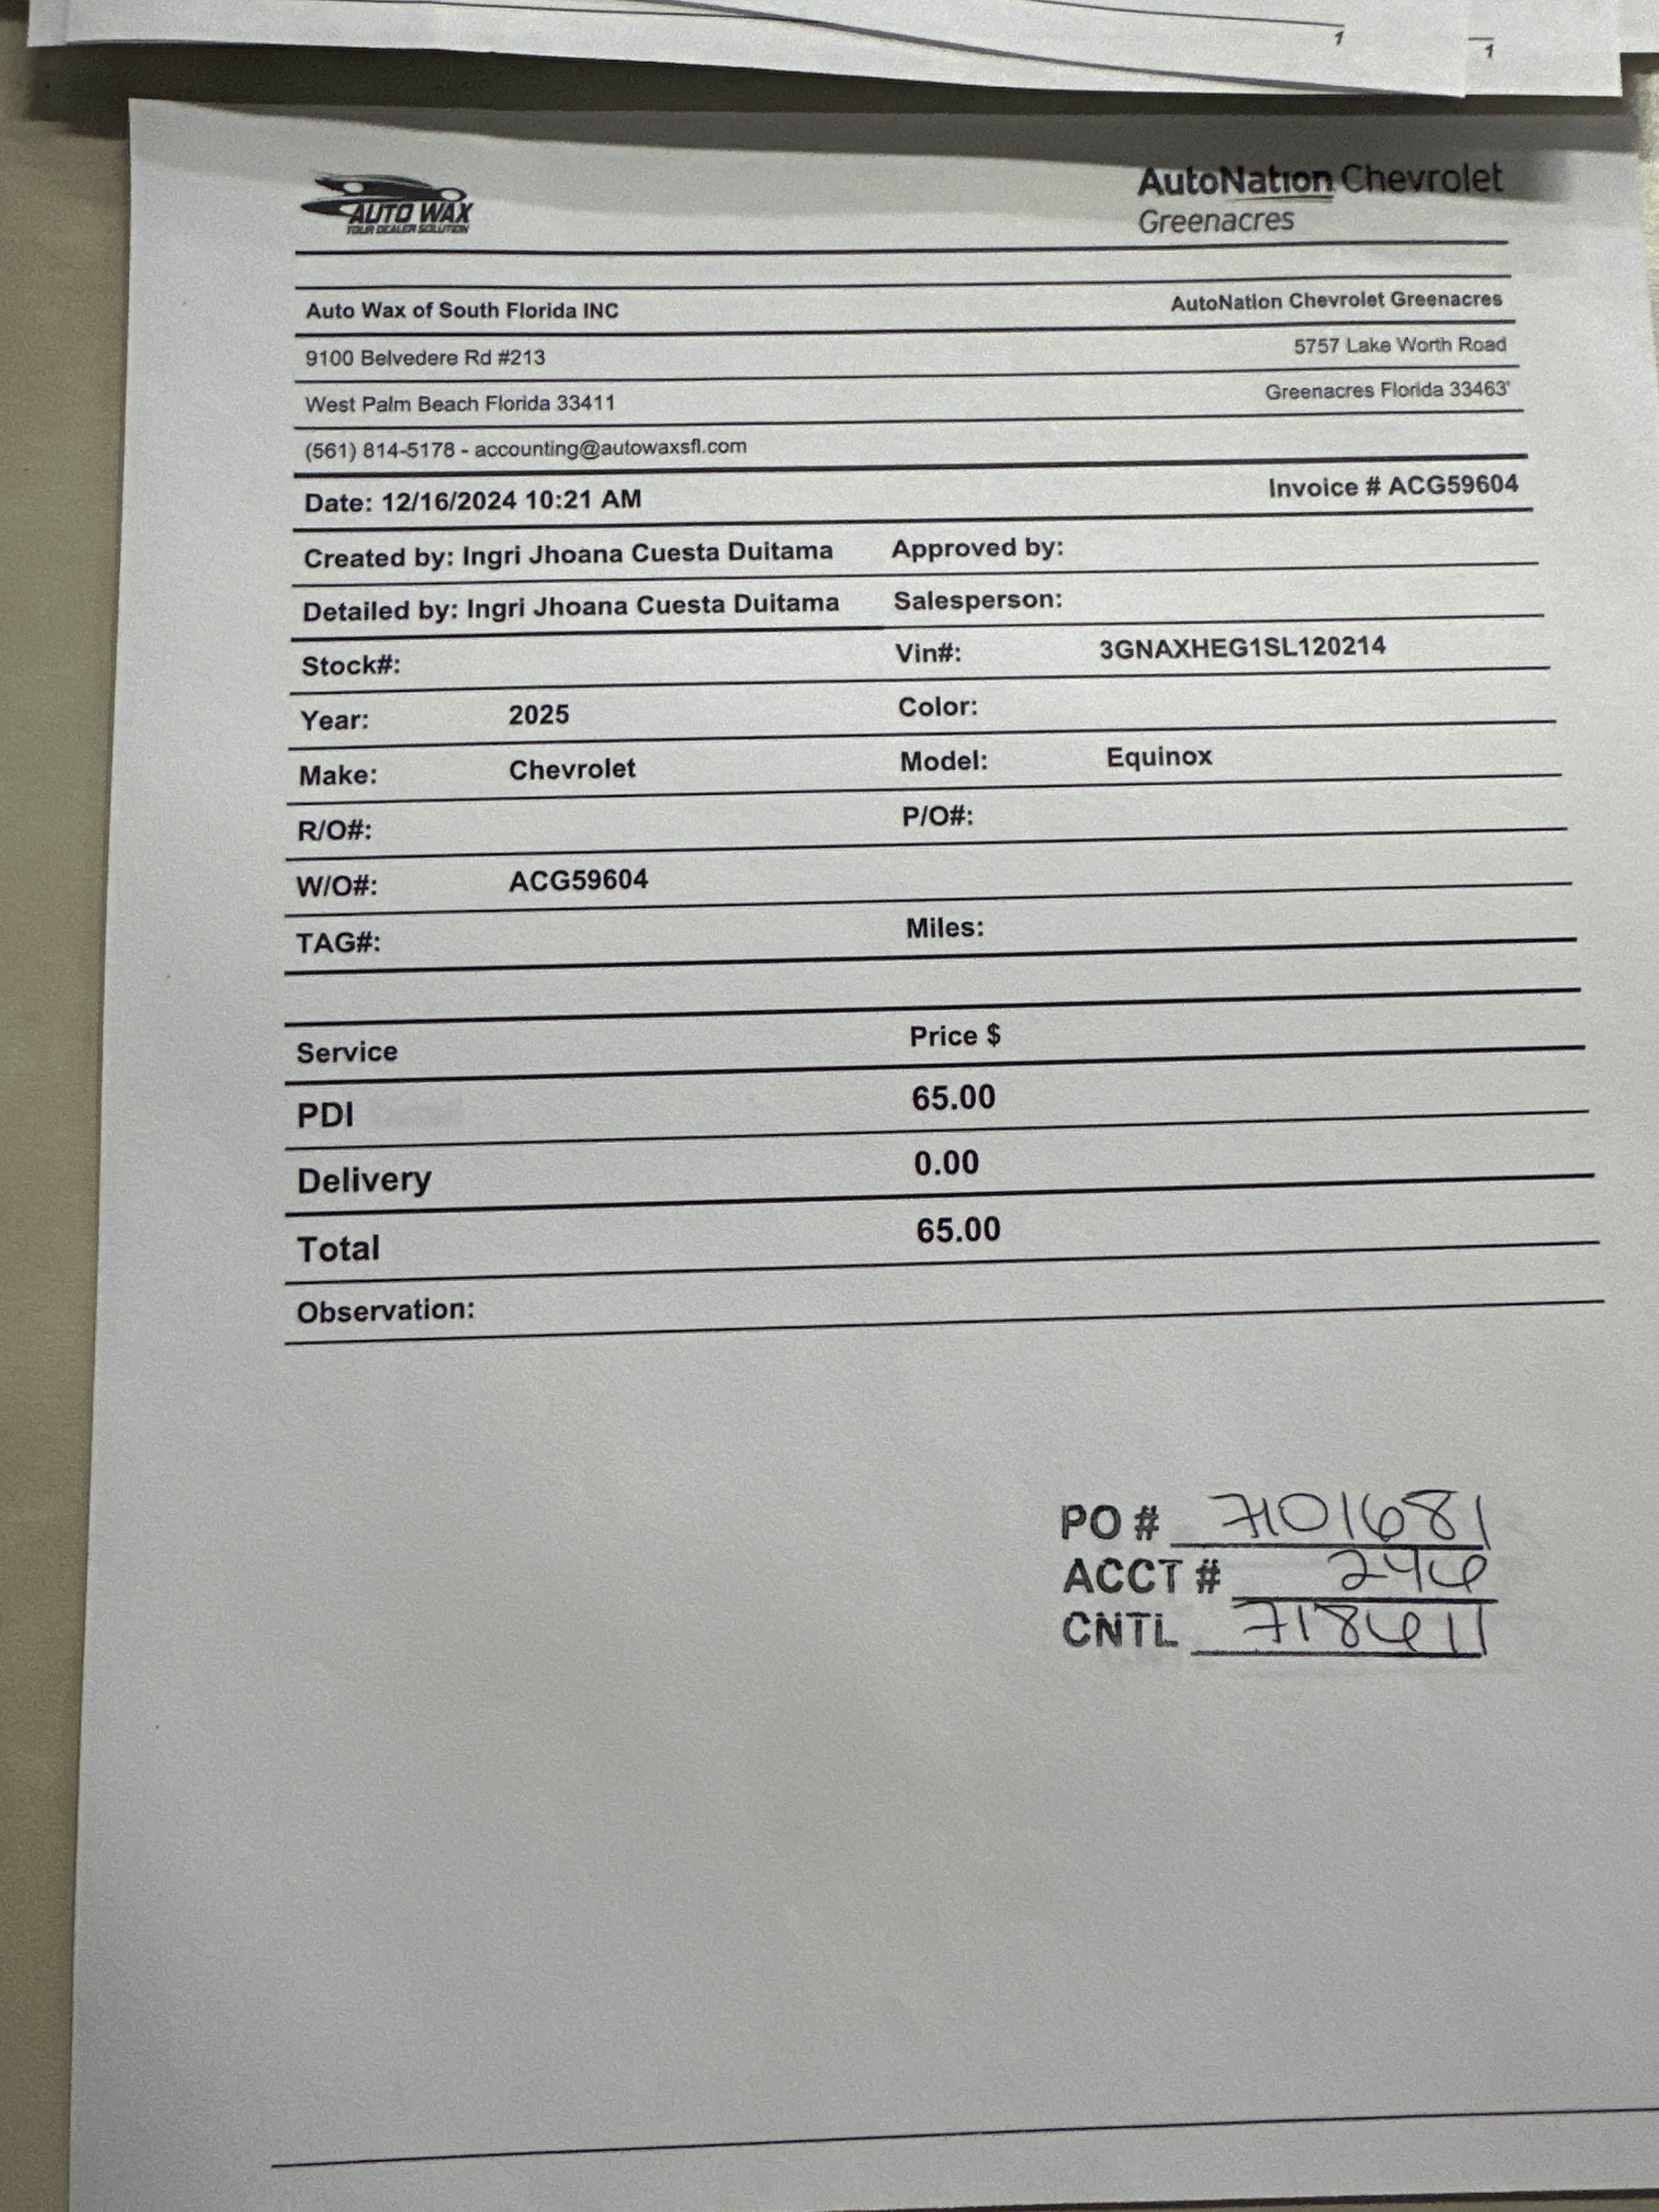 1
1
AUTO WAX
YOUR DEALER SOLUTION
AutoNation Chevrolet
Greenacres
Auto Wax of South Florida INC
AutoNation Chevrolet Greenacres
9100 Belvedere Rd #213
5757 Lake Worth Road
West Palm Beach Florida 33411
Greenacres Florida 33463
(561) 814-5178 - accounting@autowaxsfl.com
Date: 12/16/2024 10:21 AM Invoice # ACG59604
Created by: Ingri Jhoana Cuesta Duitama Approved by:
Detailed by: Ingri Jhoana Cuesta Duitama Salesperson:
Stock#: Vin#: 3GNAXHEG1SL120214
Year: 2025 Color:
Make: Chevrolet Model: Equinox
R/O#: P/O#:
W/O#: ACG59604
TAG#: Miles:
Service Price $
PDI 65.00
Delivery 0.00
Total 65.00
Observation:
PO # 7101681
ACCT # 246
CNTL